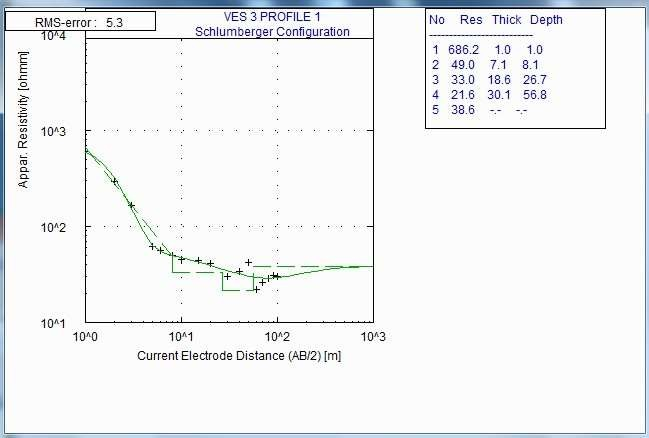 RMS-error : 5.3
VES 3 PROFILE 1
Schlumberger Configuration
10^4
10^3
10^2
10^1
Appar. Resistivity [ohmm]
10^0 10^1 10^2 10^3
Current Electrode Distance (AB/2) [m]
No Res Thick Depth
--------------------------
1 686.2 1.0 1.0
2 49.0 7.1 8.1
3 33.0 18.6 26.7
4 21.6 30.1 56.8
5 38.6 -.- -.-